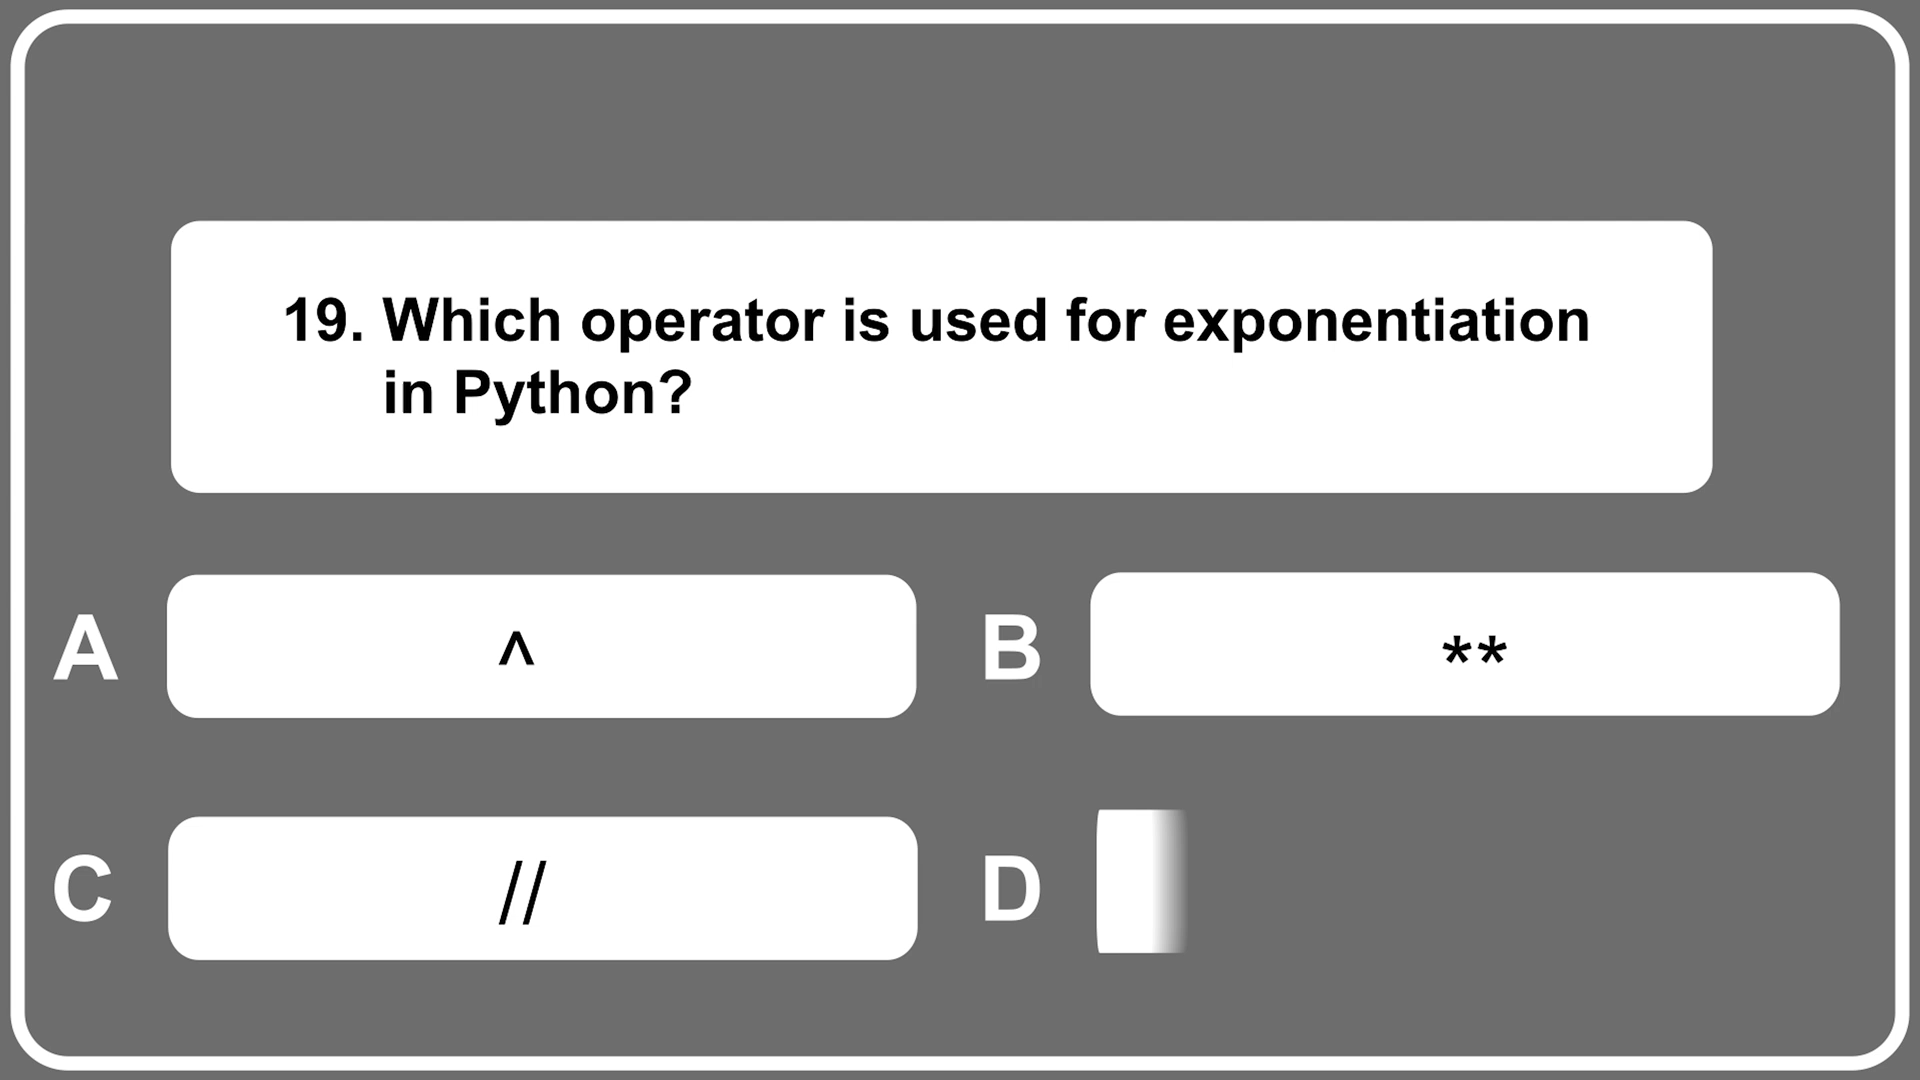 19. Which operator is used for exponentiation
in Python?
A ^
B **
C //
D